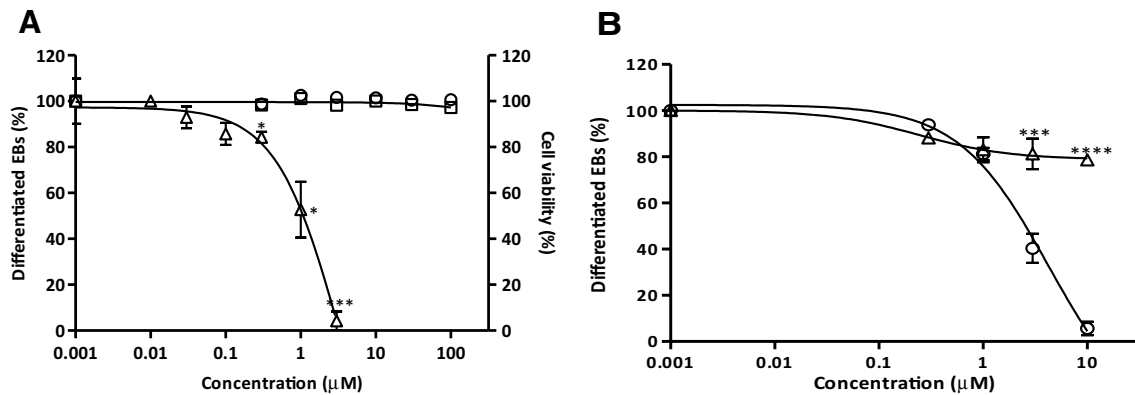 A
120
100
80
60
40
20
0
Differentiated EBs (%)
0.001 0.01 0.1 1 10 100
Concentration (μM)
120
100
80
60
40
20
0
Cell viability (%)
*
*
***
B
120
100
80
60
40
20
0
Differentiated EBs (%)
0.001 0.01 0.1 1 10
Concentration (μM)
***
****